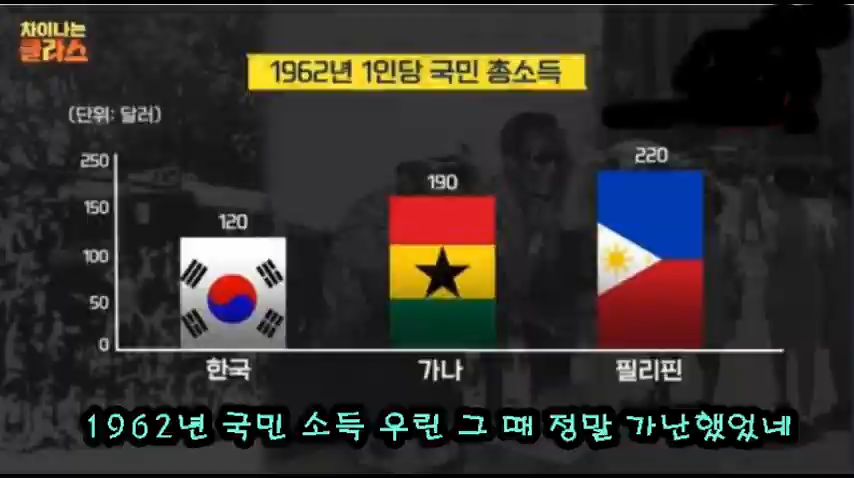 차이나는
클라스
1962년 1인당 국민 총소득
(단위: 달러)
250
150
100
50
0
120
190
220
한국
가나
필리핀
1962년 국민 소득 우린 그 때 정말 가난했었네